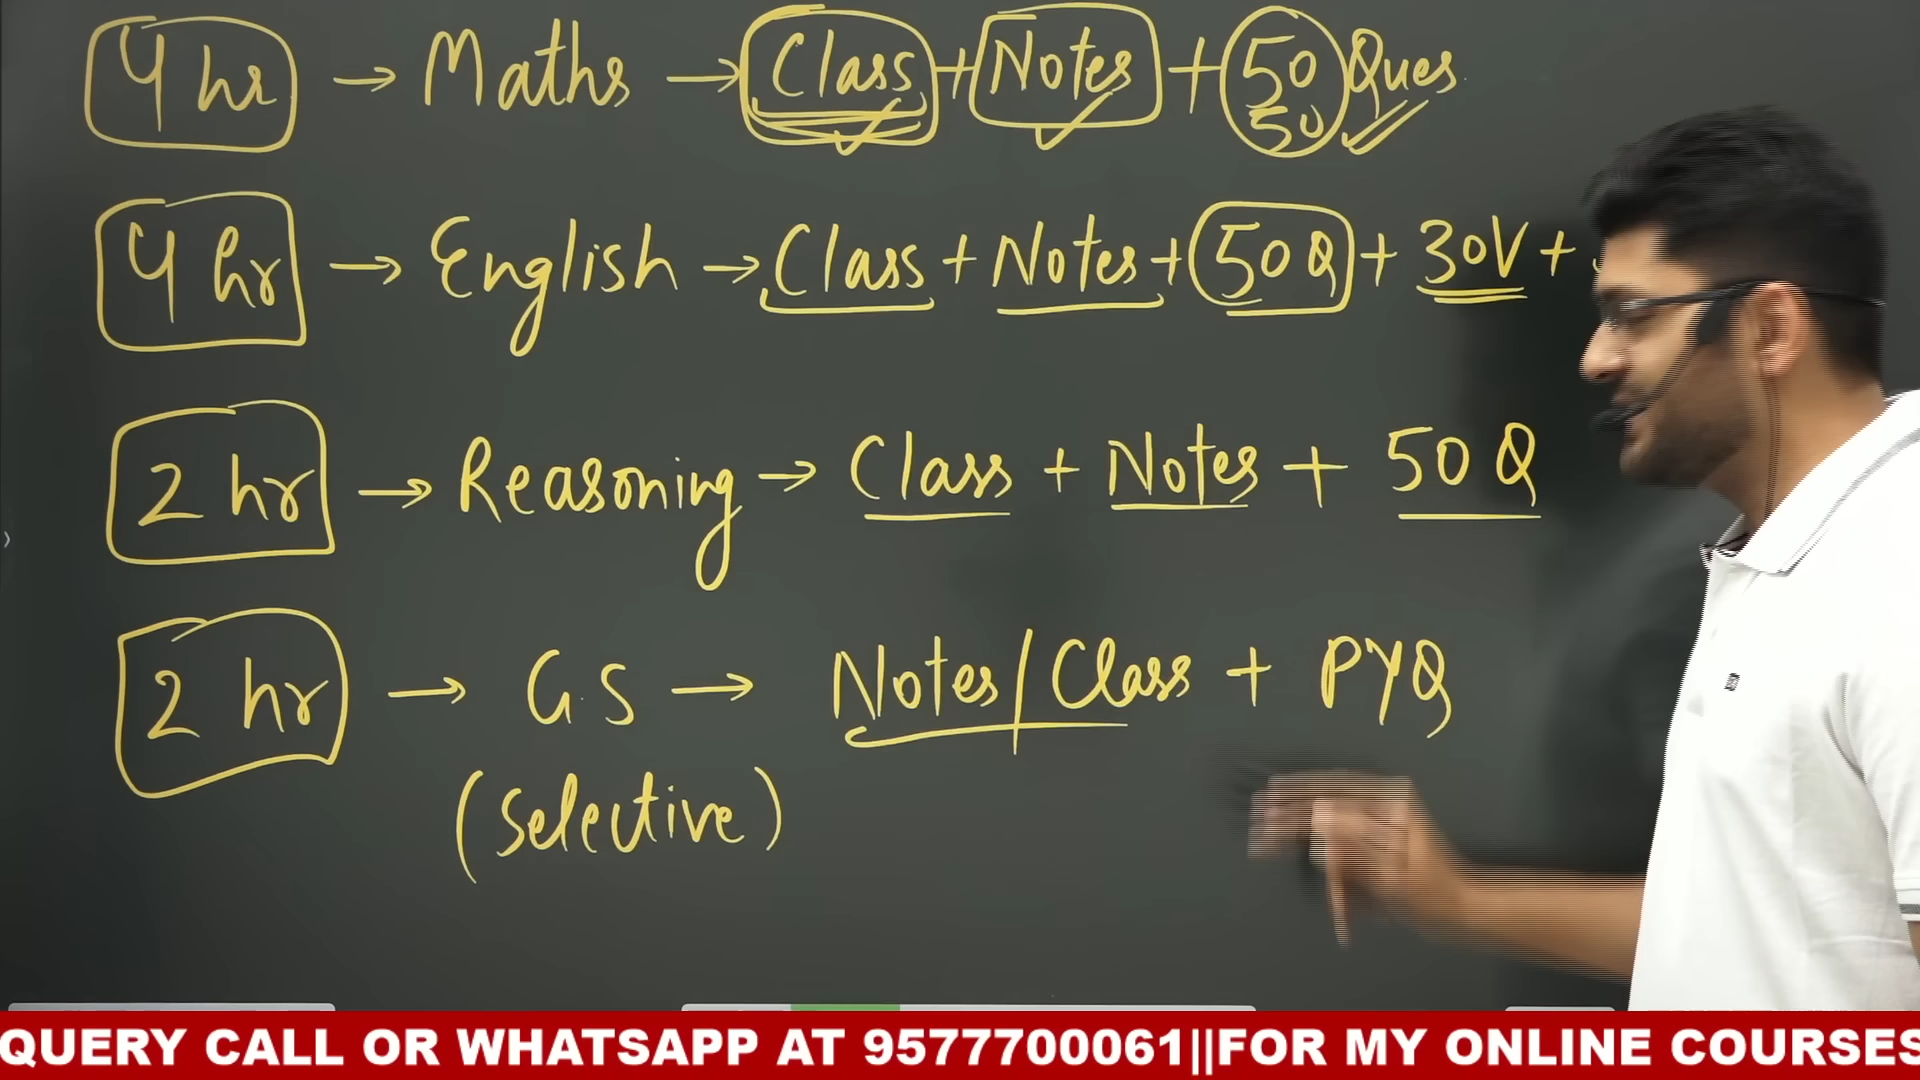 4 hr → Maths → Class + Notes + 50 Ques
50
4 hr → English → Class + Notes + 50Q + 30V +
2 hr → Reasoning → Class + Notes + 50 Q
2 hr → G.S → Notes/Class + PYQ
(Selective)
QUERY CALL OR WHATSAPP AT 9577700061||FOR MY ONLINE COURSES